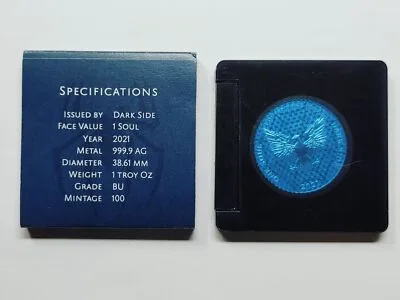 SPECIFICATIONS
ISSUED BY DARK SIDE
FACE VALUE 1 SOUL
YEAR 2021
METAL 999.9 AG
DIAMETER 38.61 MM
WEIGHT 1 TROY OZ
GRADE BU
MINTAGE 100